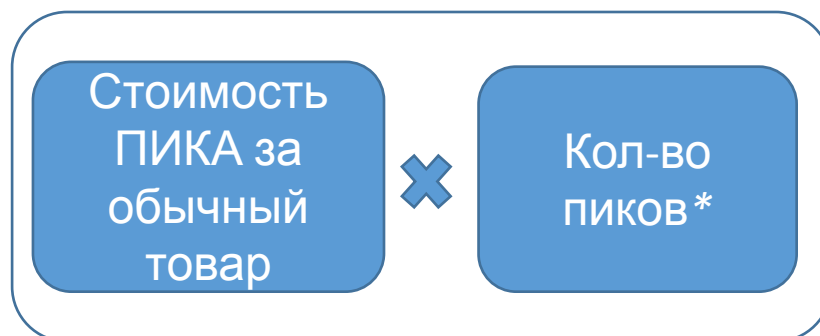 Стоимость
ПИКА за
обычный
товар
Кол-во
пиков*